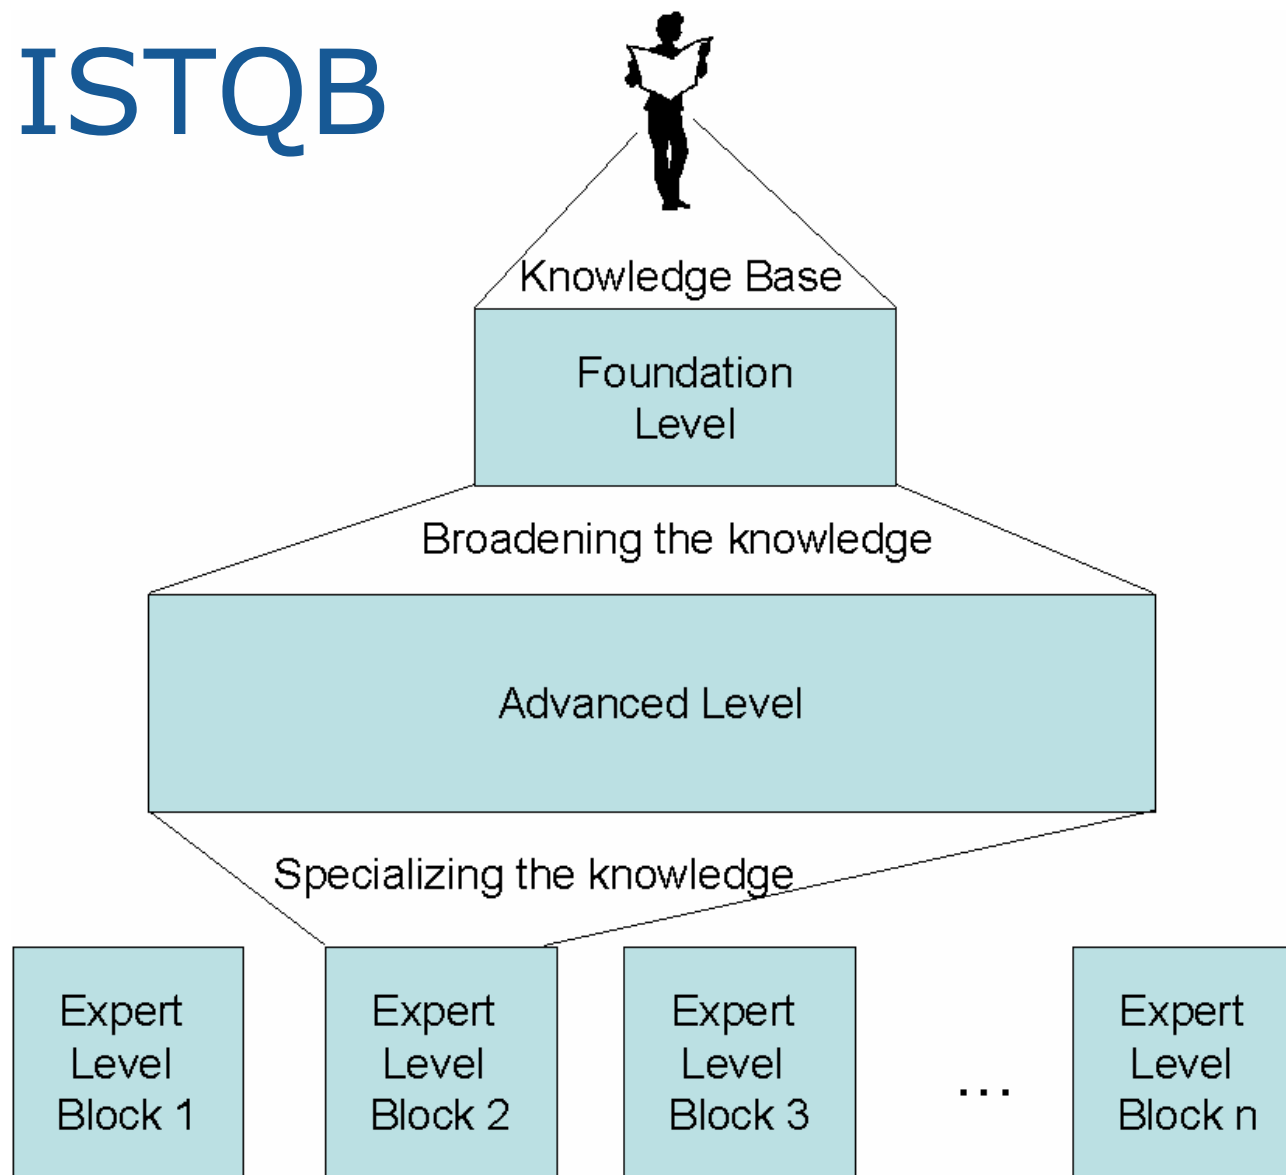 ISTQB
Knowledge Base
Foundation
Level
Broadening the knowledge
Advanced Level
Specializing the knowledge
Expert
Level
Block 1
Expert
Level
Block 2
Expert
Level
Block 3
...
Expert
Level
Block n